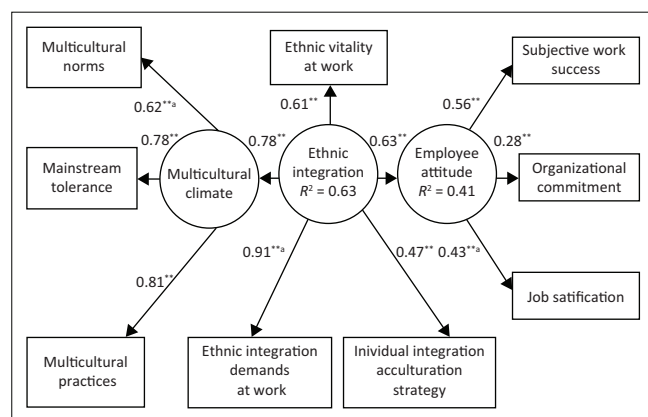 Multicultural
norms
Ethnic vitality
at work
Subjective work
success
0.62**a
0.61**
0.56**
0.78**
0.78**
0.63**
0.28**
Mainstream
tolerance
Multicultural
climate
Ethnic
integration
R² = 0.63
Employee
attitude
R² = 0.41
Organizational
commitment
0.81**
0.91**a
0.47**
0.43**a
Job satification
Multicultural
practices
Ethnic integration
demands
at work
Inividual integration
acculturation
strategy